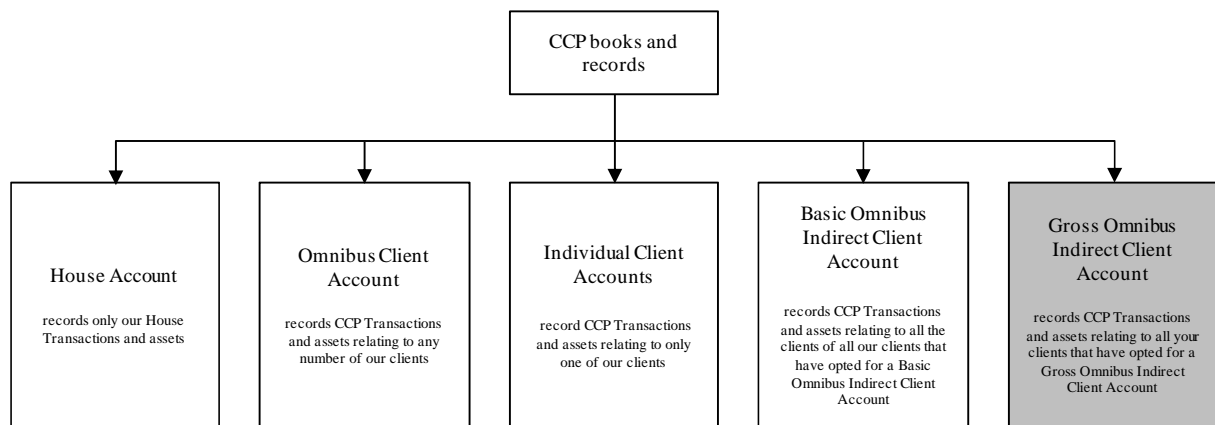 CCP books and
records
House Account
records only our House
Transactions and assets
Omnibus Client
Account
records CCP Transactions
and assets relating to any
number of our clients
Individual Client
Accounts
record CCP Transactions
and assets relating to only
one of our clients
Basic Omnibus
Indirect Client
Account
records CCP Transactions
and assets relating to all the
clients of all our clients that
have opted for a Basic
Omnibus Indirect Client
Account
Gross Omnibus
Indirect Client
Account
records CCP Transactions
and assets relating to all your
clients that have opted for a
Gross Omnibus Indirect
Client Account